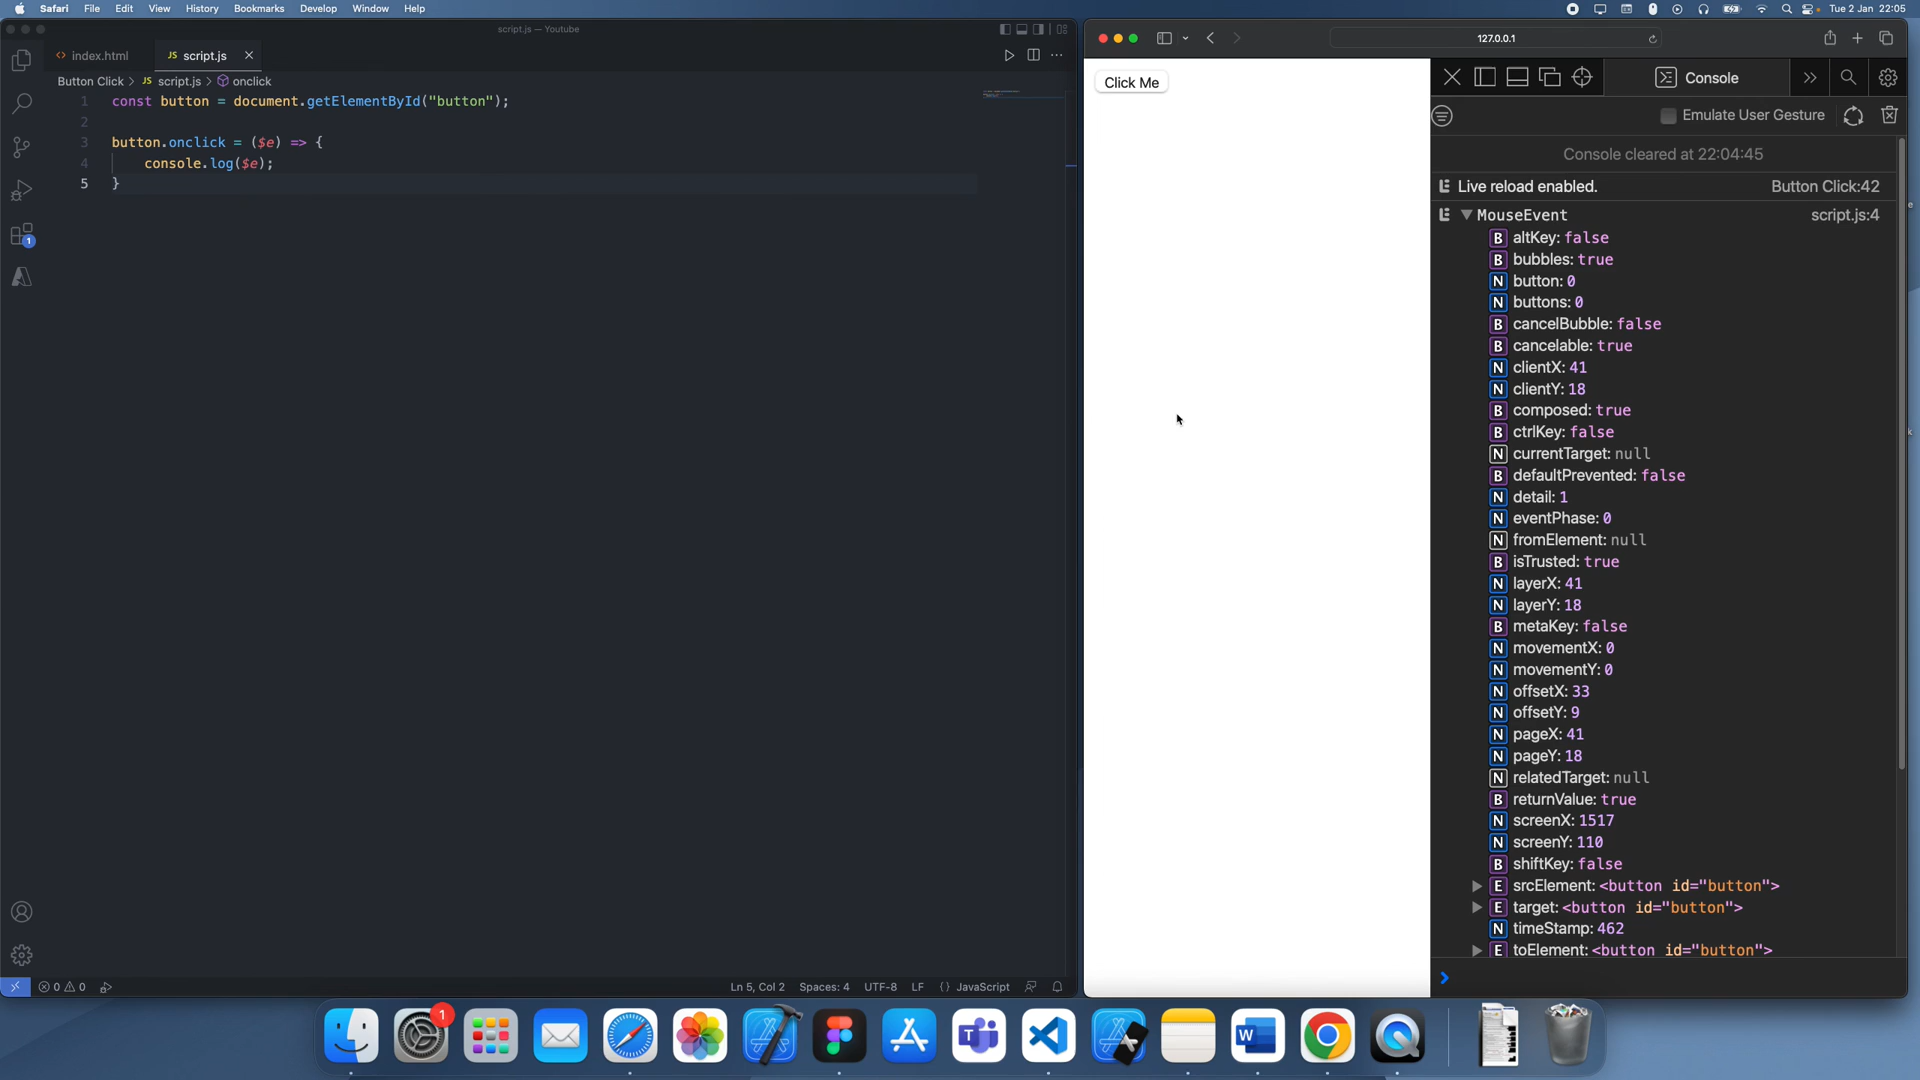 Safari File Edit View History Bookmarks Develop Window Help
Tue 2 Jan 22:05
script.js — Youtube
index.html
JS script.js
Button Click > JS script.js > onclick
1 const button = document.getElementById("button");
2
3 button.onclick = ($e) => {
4 console.log($e);
5 }
1
0 0
Ln 5, Col 2 Spaces: 4 UTF-8 LF {} JavaScript
127.0.0.1
Click Me
Console
Emulate User Gesture
Console cleared at 22:04:45
Live reload enabled. Button Click:42
MouseEvent script.js:4
B altKey: false
B bubbles: true
N button: 0
N buttons: 0
B cancelBubble: false
B cancelable: true
N clientX: 41
N clientY: 18
B composed: true
B ctrlKey: false
N currentTarget: null
B defaultPrevented: false
N detail: 1
N eventPhase: 0
N fromElement: null
B isTrusted: true
N layerX: 41
N layerY: 18
B metaKey: false
N movementX: 0
N movementY: 0
N offsetX: 33
N offsetY: 9
N pageX: 41
N pageY: 18
N relatedTarget: null
B returnValue: true
N screenX: 1517
N screenY: 110
B shiftKey: false
E srcElement: <button id="button">
E target: <button id="button">
N timeStamp: 462
E toElement: <button id="button">
1